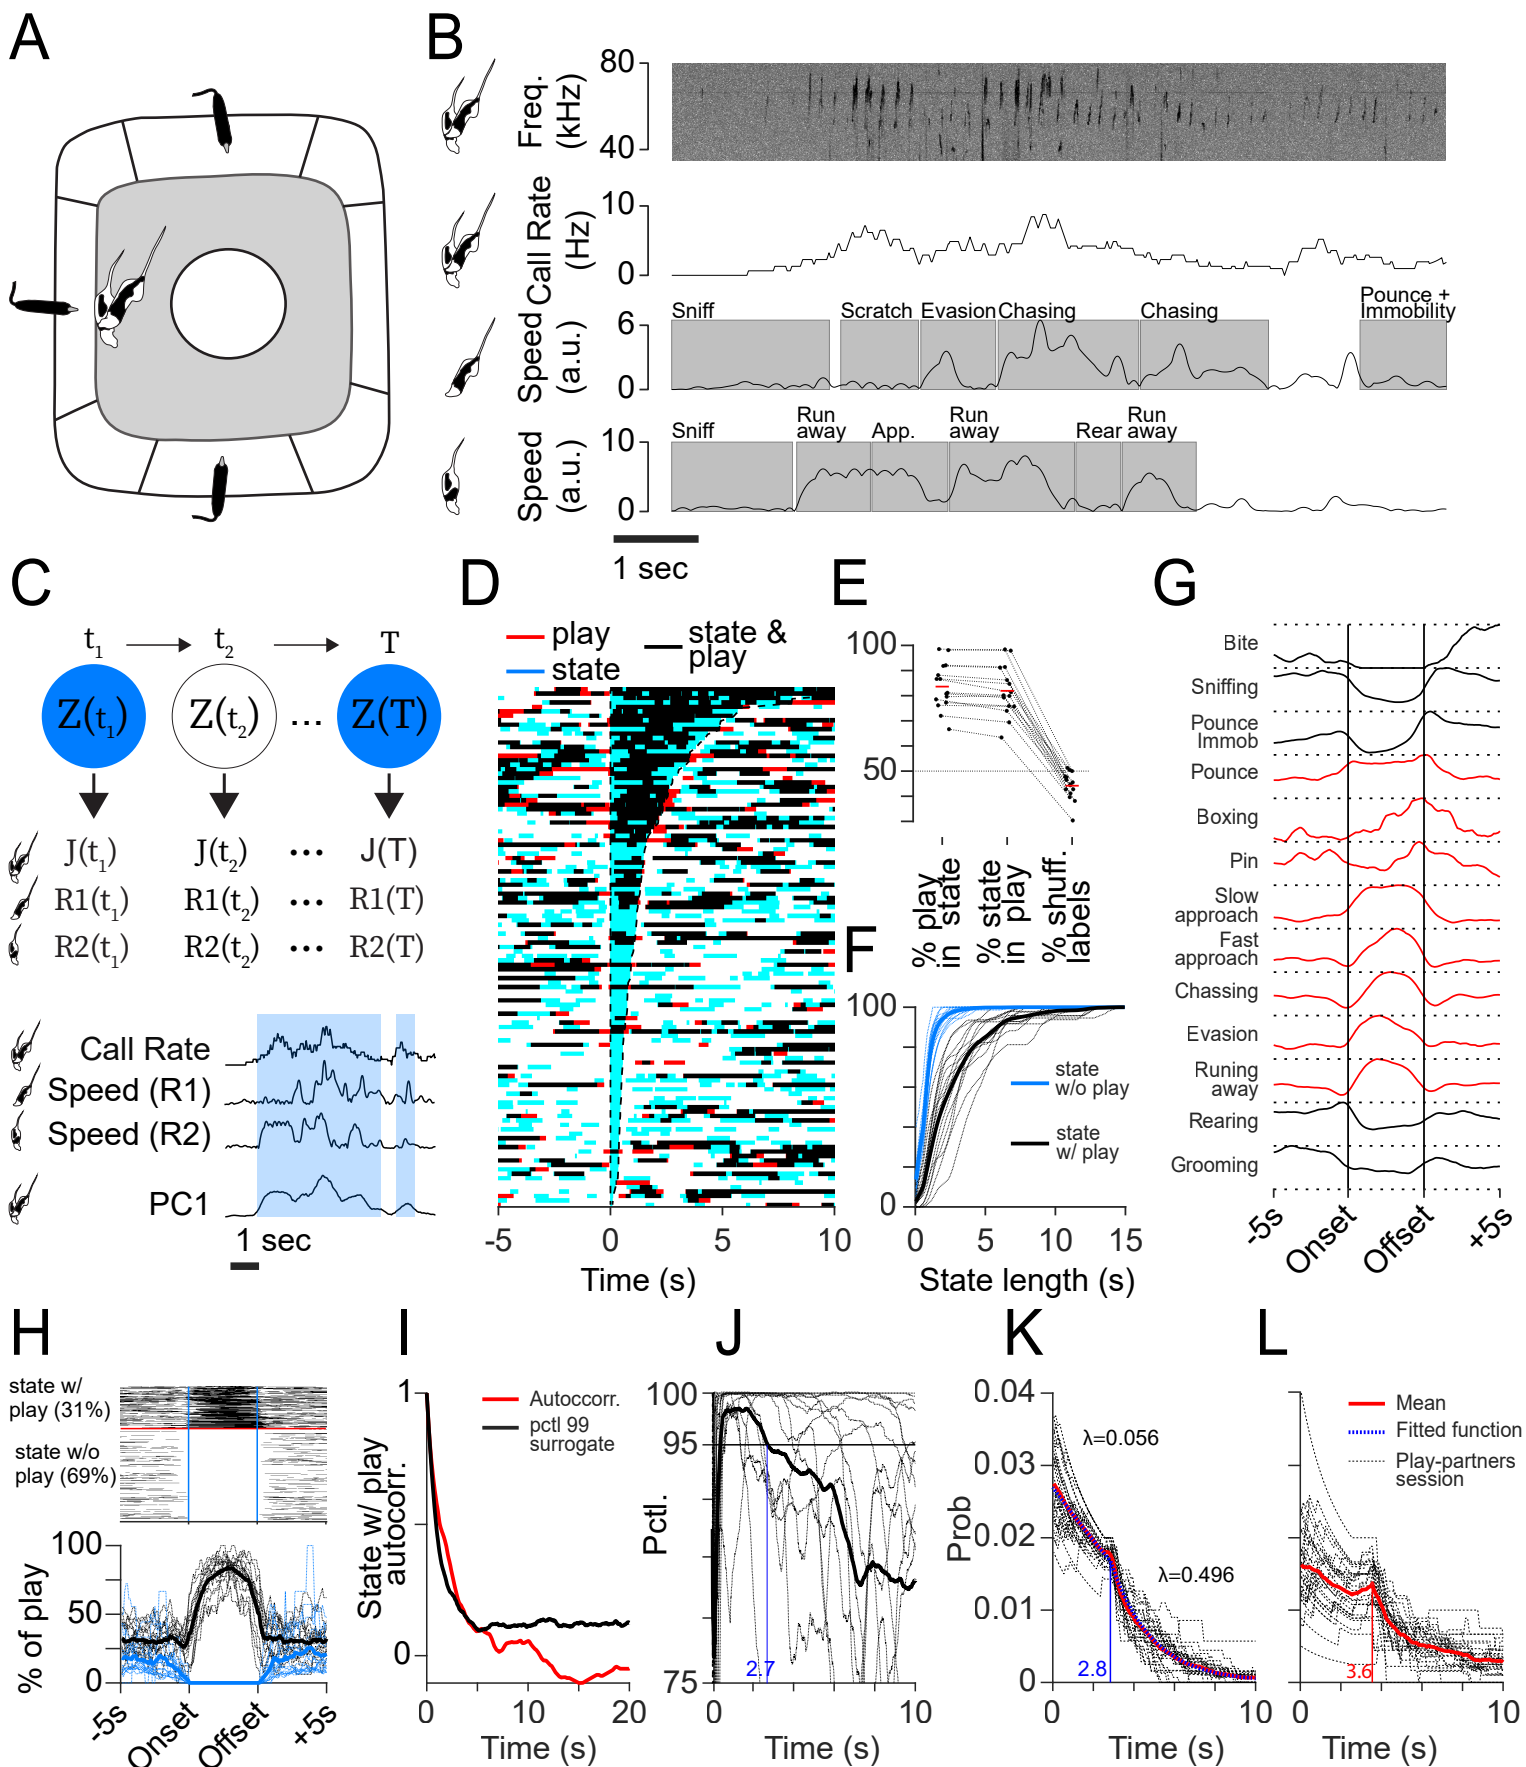 A
B
80
Freq.
(kHz)
40
10
Call Rate
(Hz)
0
Sniff
Scratch
Evasion
Chasing
Chasing
Pounce +
Immobility
6
Speed
(a.u.)
0
Sniff
Run
away
App.
Run
away
Rear
Run
away
10
Speed
(a.u.)
0
1 sec
C
t1
t2
T
Z(t1)
Z(t2)
...
Z(T)
J(t1)
J(t2)
...
J(T)
R1(t1)
R1(t2)
...
R1(T)
R2(t1)
R2(t2)
...
R2(T)
Call Rate
Speed (R1)
Speed (R2)
PC1
1 sec
D
play
state
state &
play
-5
0
5
10
Time (s)
E
100
50
% play
in state
% state
in play
% shuff.
labels
F
100
0
state
w/o play
state
w/ play
0
5
10
15
State length (s)
G
Bite
Sniffing
Pounce
Immob
Pounce
Boxing
Pin
Slow
approach
Fast
approach
Chassing
Evasion
Runing
away
Rearing
Grooming
-5s
Onset
Offset
+5s
H
state w/
play (31%)
state w/o
play (69%)
100
50
0
% of play
-5s
Onset
Offset
+5s
I
1
0
State w/ play
autocorr.
Autoccorr.
pctl 99
surrogate
0
10
20
Time (s)
J
100
95
75
Pctl.
2.7
0
10
Time (s)
K
0.04
0.03
0.02
0.01
0
Prob
λ=0.056
λ=0.496
2.8
0
10
Time (s)
L
Mean
Fitted function
Play-partners
session
3.6
0
10
Time (s)